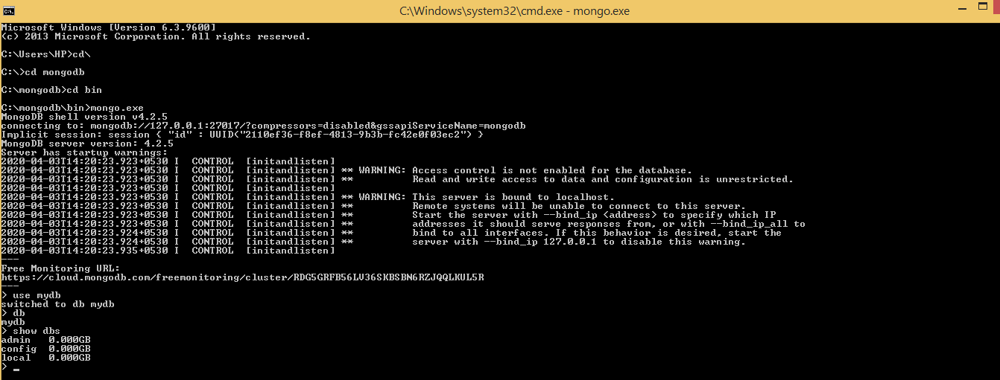 C:\Windows\system32\cmd.exe - mongo.exe
Microsoft Windows [Version 6.3.9600]
(c) 2013 Microsoft Corporation. All rights reserved.
C:\Users\HP>cd\
C:\>cd mongodb
C:\mongodb>cd bin
C:\mongodb\bin>mongo.exe
MongoDB shell version v4.2.5
connecting to: mongodb://127.0.0.1:27017/?compressors=disabled&gssapiServiceName=mongodb
Implicit session: session { "id" : UUID("2110ef36-f8ef-4813-9b3b-fc42e0f03ec2") }
MongoDB server version: 4.2.5
Server has startup warnings:
2020-04-03T14:20:23.923+0530 I  CONTROL  [initandlisten]
2020-04-03T14:20:23.923+0530 I  CONTROL  [initandlisten] ** WARNING: Access control is not enabled for the database.
2020-04-03T14:20:23.923+0530 I  CONTROL  [initandlisten] **          Read and write access to data and configuration is unrestricted.
2020-04-03T14:20:23.923+0530 I  CONTROL  [initandlisten]
2020-04-03T14:20:23.923+0530 I  CONTROL  [initandlisten] ** WARNING: This server is bound to localhost.
2020-04-03T14:20:23.923+0530 I  CONTROL  [initandlisten] **          Remote systems will be unable to connect to this server.
2020-04-03T14:20:23.923+0530 I  CONTROL  [initandlisten] **          Start the server with --bind_ip <address> to specify which IP
2020-04-03T14:20:23.923+0530 I  CONTROL  [initandlisten] **          addresses it should serve responses from, or with --bind_ip_all to
2020-04-03T14:20:23.924+0530 I  CONTROL  [initandlisten] **          bind to all interfaces. If this behavior is desired, start the
2020-04-03T14:20:23.924+0530 I  CONTROL  [initandlisten] **          server with --bind_ip 127.0.0.1 to disable this warning.
2020-04-03T14:20:23.935+0530 I  CONTROL  [initandlisten]
---
Free Monitoring URL:
https://cloud.mongodb.com/freemonitoring/cluster/RDG5GRFB56LV36SKBSBN6RZJQQLKUL5R
---
> use mydb
switched to db mydb
> db
mydb
> show dbs
admin   0.000GB
config  0.000GB
local   0.000GB
> _